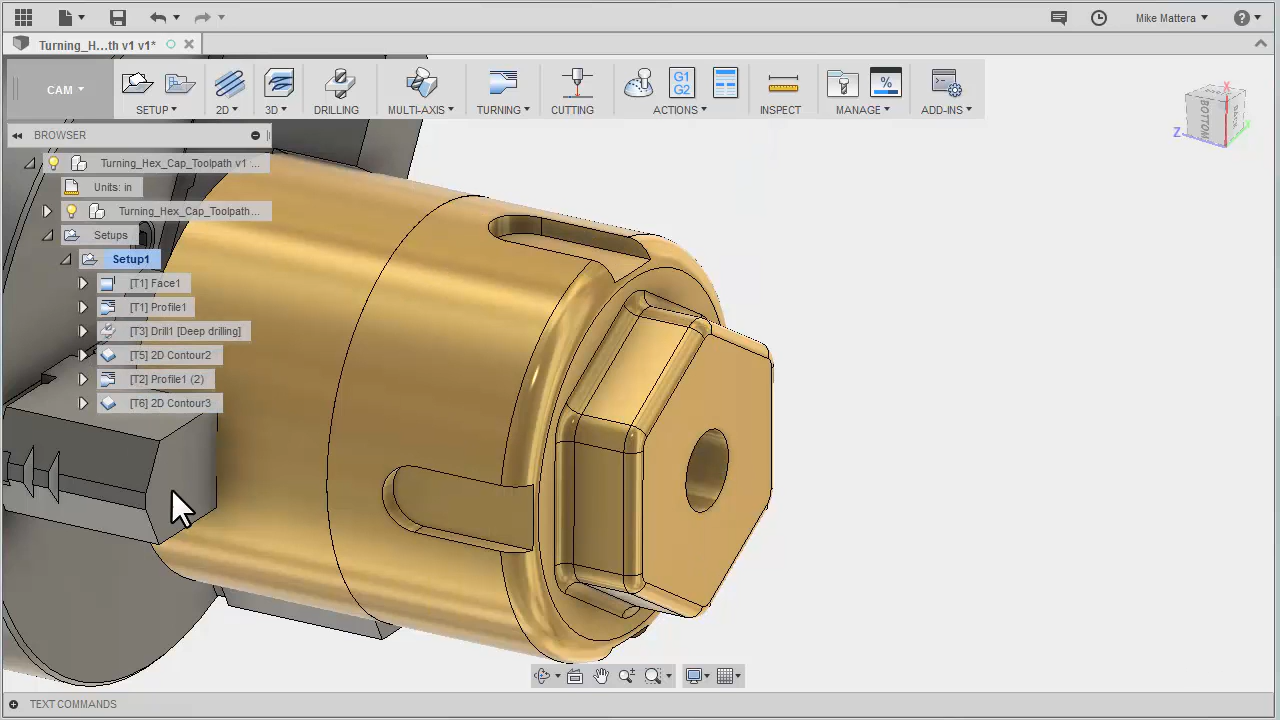 Mike Mattera
Turning_H...th v1 v1*
CAM
SETUP
2D
3D
DRILLING
MULTI-AXIS
TURNING
CUTTING
G1
G2
ACTIONS
INSPECT
%
MANAGE
ADD-INS
X
BOTTOM
Z
Y
BROWSER
Turning_Hex_Cap_Toolpath v1 ...
Units: in
Turning_Hex_Cap_Toolpath...
Setups
Setup1
[T1] Face1
[T1] Profile1
[T3] Drill1 [Deep drilling]
[T5] 2D Contour2
[T2] Profile1 (2)
[T6] 2D Contour3
TEXT COMMANDS